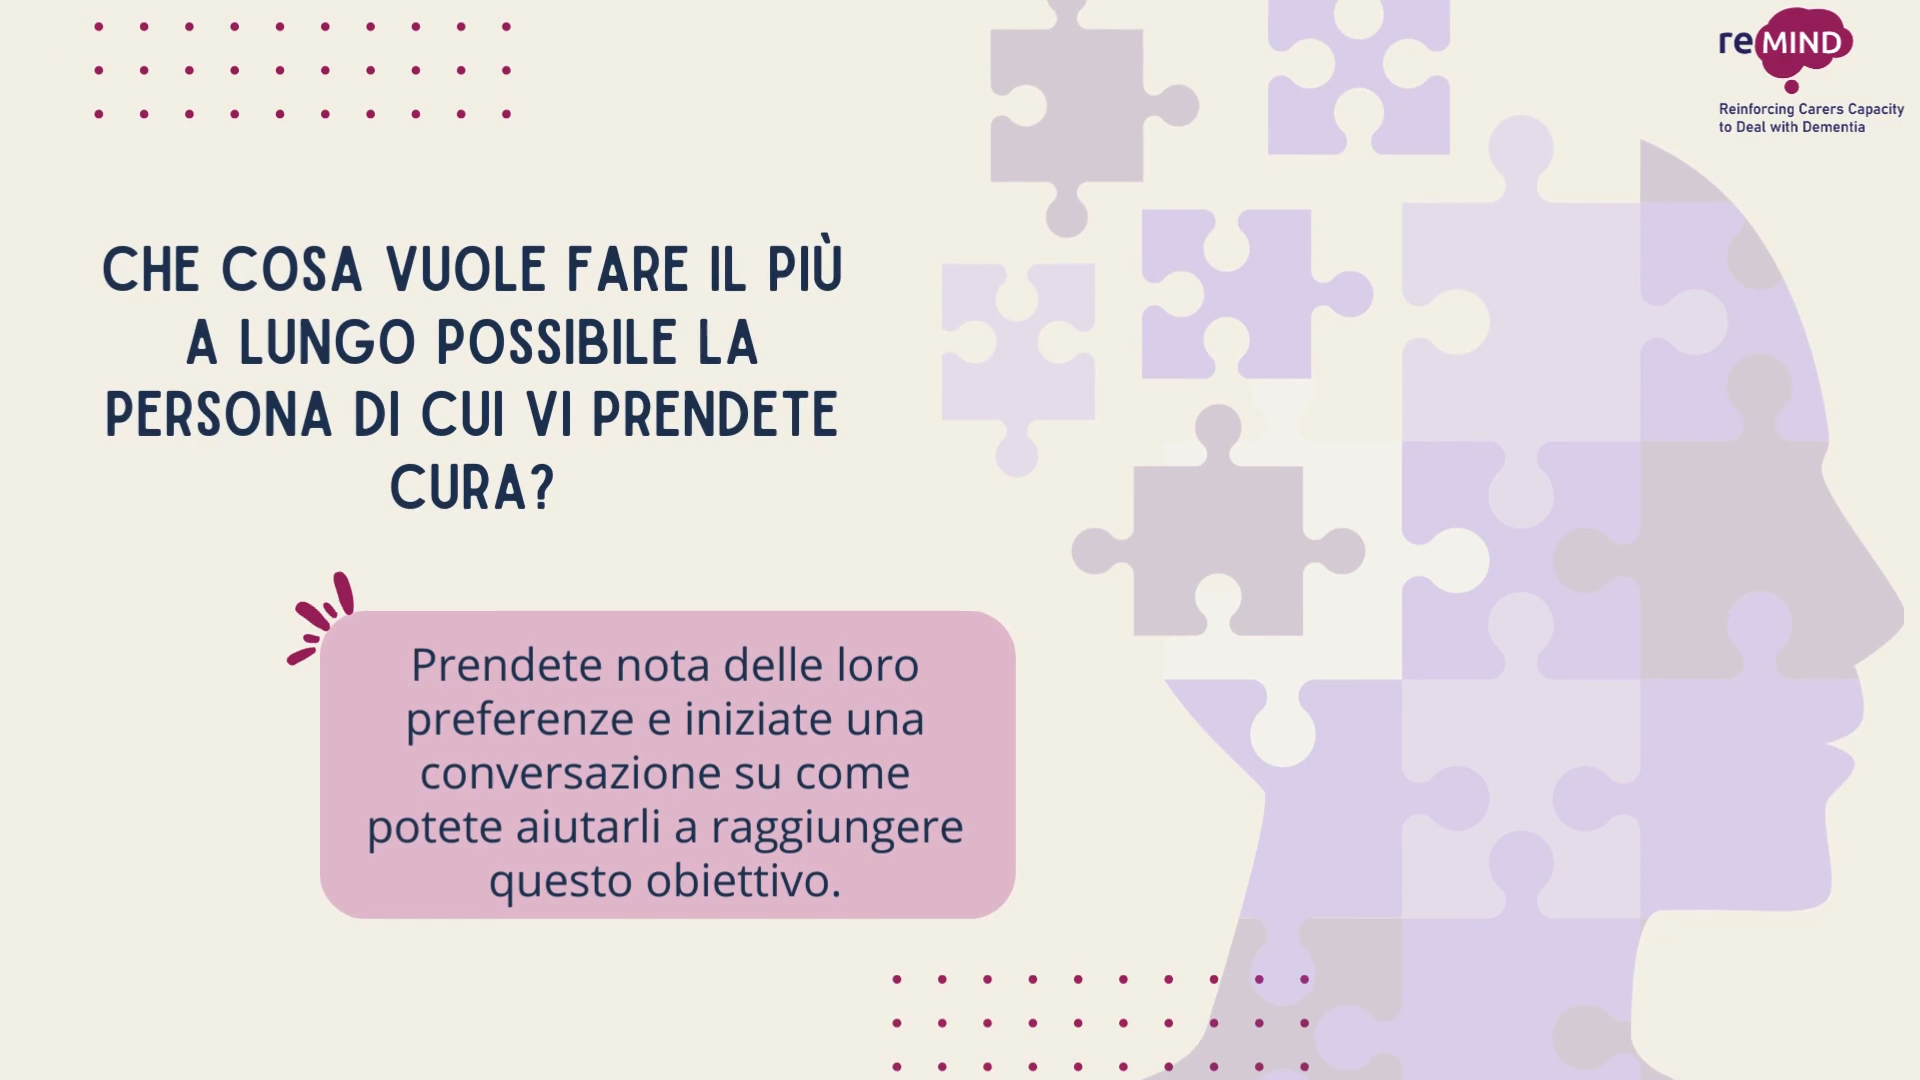 reMIND
Reinforcing Carers Capacity
to Deal with Dementia
CHE COSA VUOLE FARE IL PIÙ
A LUNGO POSSIBILE LA
PERSONA DI CUI VI PRENDETE
CURA?
Prendete nota delle loro
preferenze e iniziate una
conversazione su come
potete aiutarli a raggiungere
questo obiettivo.